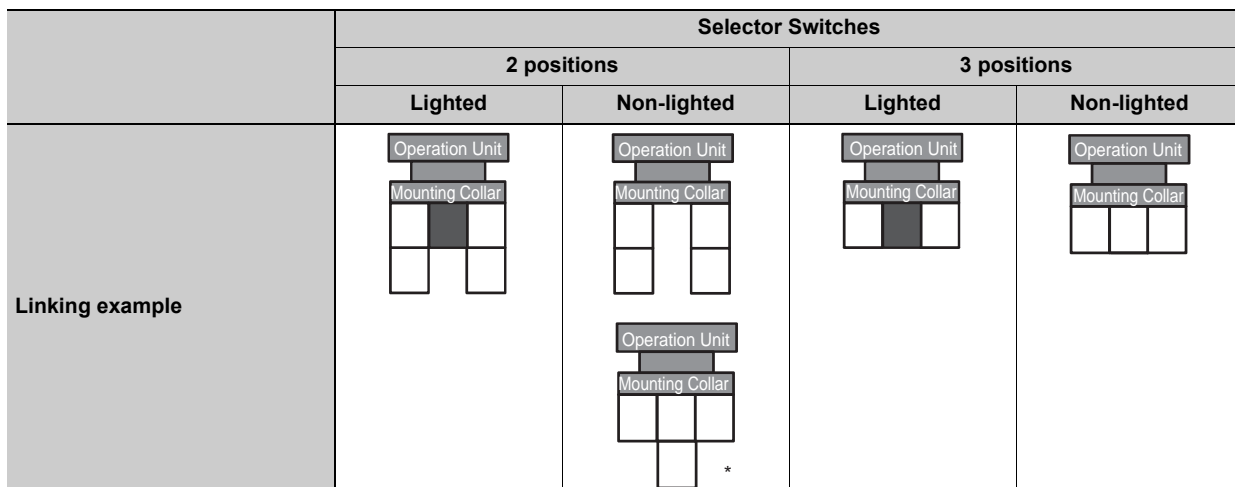 Selector Switches
2 positions 3 positions
Lighted Non-lighted Lighted Non-lighted
Linking example
Operation Unit
Mounting Collar
Operation Unit
Mounting Collar
Operation Unit
Mounting Collar
*
Operation Unit
Mounting Collar
Operation Unit
Mounting Collar